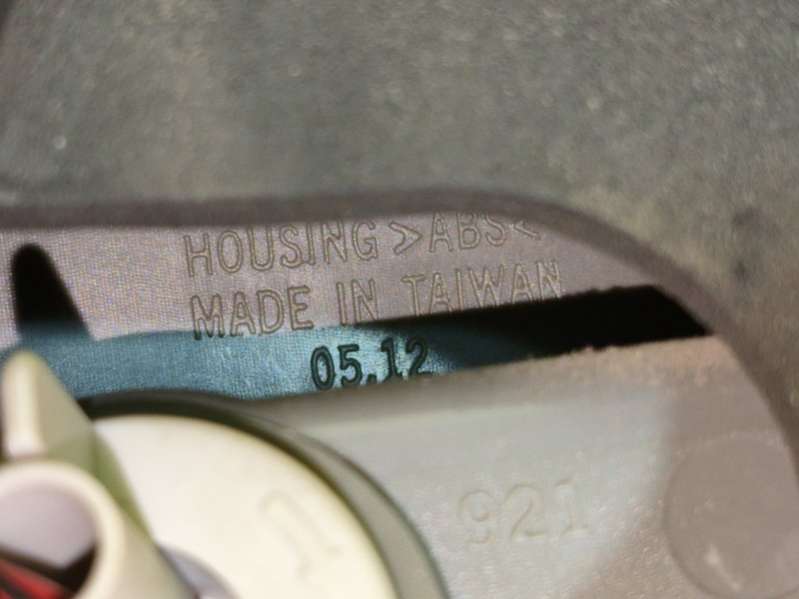 HOUSING >ABS<
MADE IN TAIWAN
05.12
921